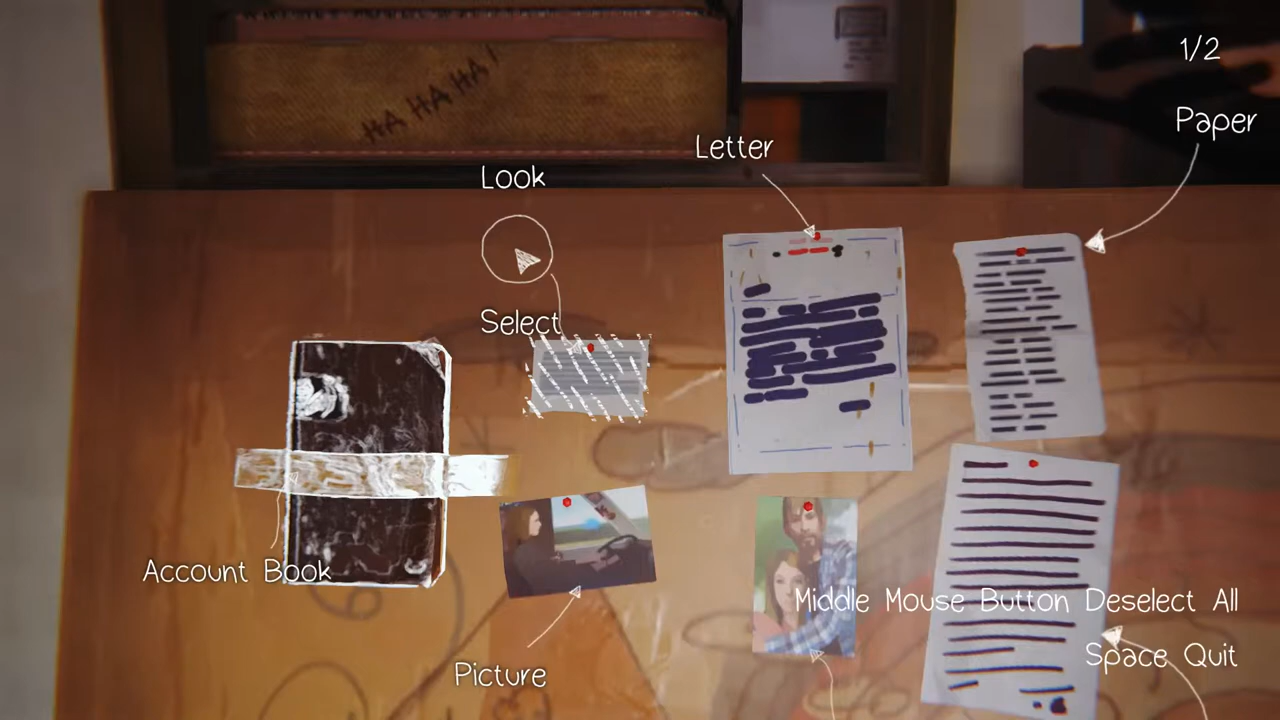 HA HA HA!
1/2
Paper
Letter
Look
Select
Account Book
Middle Mouse Button Deselect All
Space Quit
Picture